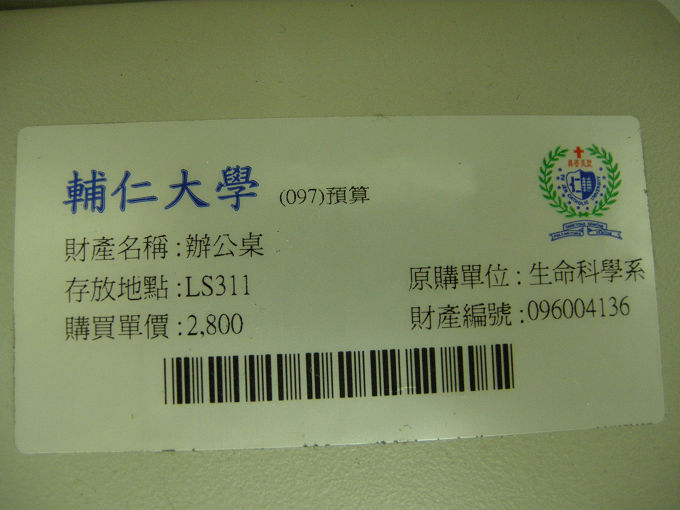 輔仁大學 (097)預算
財產名稱:辦公桌
存放地點:LS311
原購單位:生命科學系
購買單價:2,800
財產編號:096004136